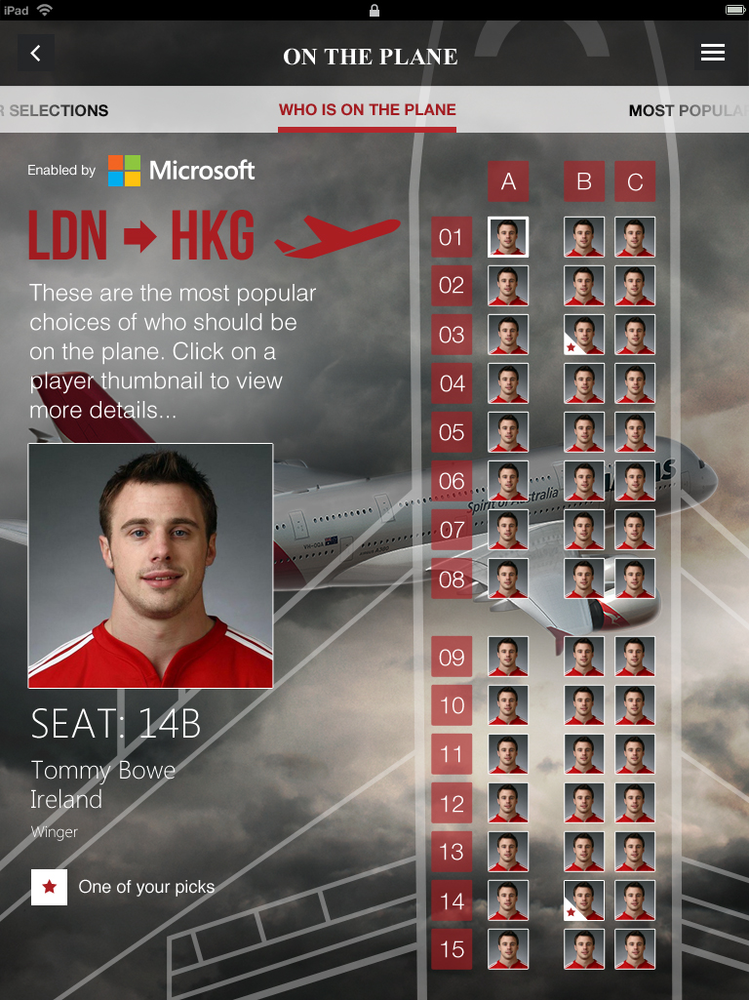 iPad
ON THE PLANE
R SELECTIONS
WHO IS ON THE PLANE
MOST POPULA
Enabled by
Microsoft
LDN HKG
These are the most popular
choices of who should be
on the plane. Click on a
player thumbnail to view
more details...
SEAT: 14B
Tommy Bowe
Ireland
Winger
One of your picks
A B C
01
02
03
04
05
06
Spirit of Australia
07
VH-OQA
08
09
10
11
12
13
14
15